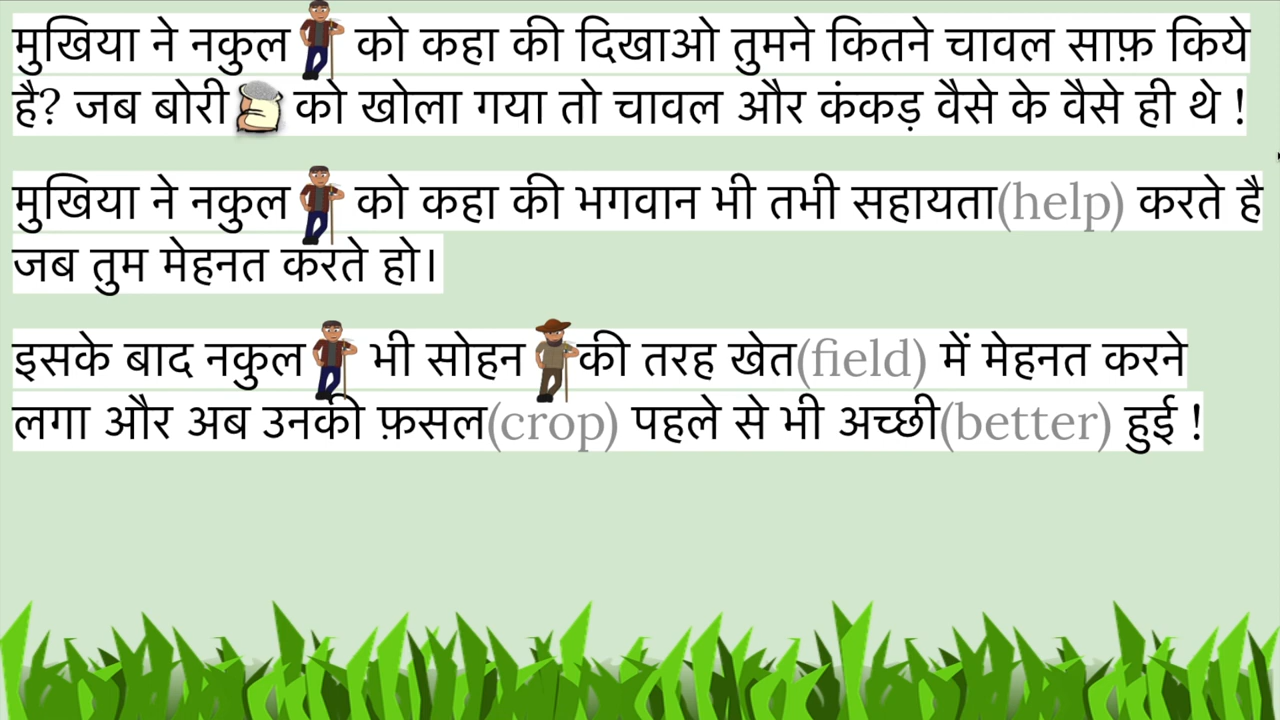 मुखिया ने नकुल को कहा की दिखाओ तुमने कितने चावल साफ़ किये
है? जब बोरी को खोला गया तो चावल और कंकड़ वैसे के वैसे ही थे !
मुखिया ने नकुल को कहा की भगवान भी तभी सहायता(help) करते है
जब तुम मेहनत करते हो।
इसके बाद नकुल भी सोहन की तरह खेत(field) में मेहनत करने
लगा और अब उनकी फ़सल(crop) पहले से भी अच्छी(better) हुई !